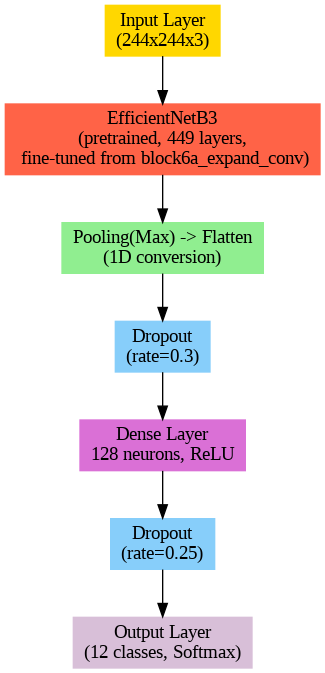 Input Layer
(244x244x3)
EfficientNetB3
(pretrained, 449 layers,
fine-tuned from block6a_expand_conv)
Pooling(Max) -> Flatten
(1D conversion)
Dropout
(rate=0.3)
Dense Layer
128 neurons, ReLU
Dropout
(rate=0.25)
Output Layer
(12 classes, Softmax)